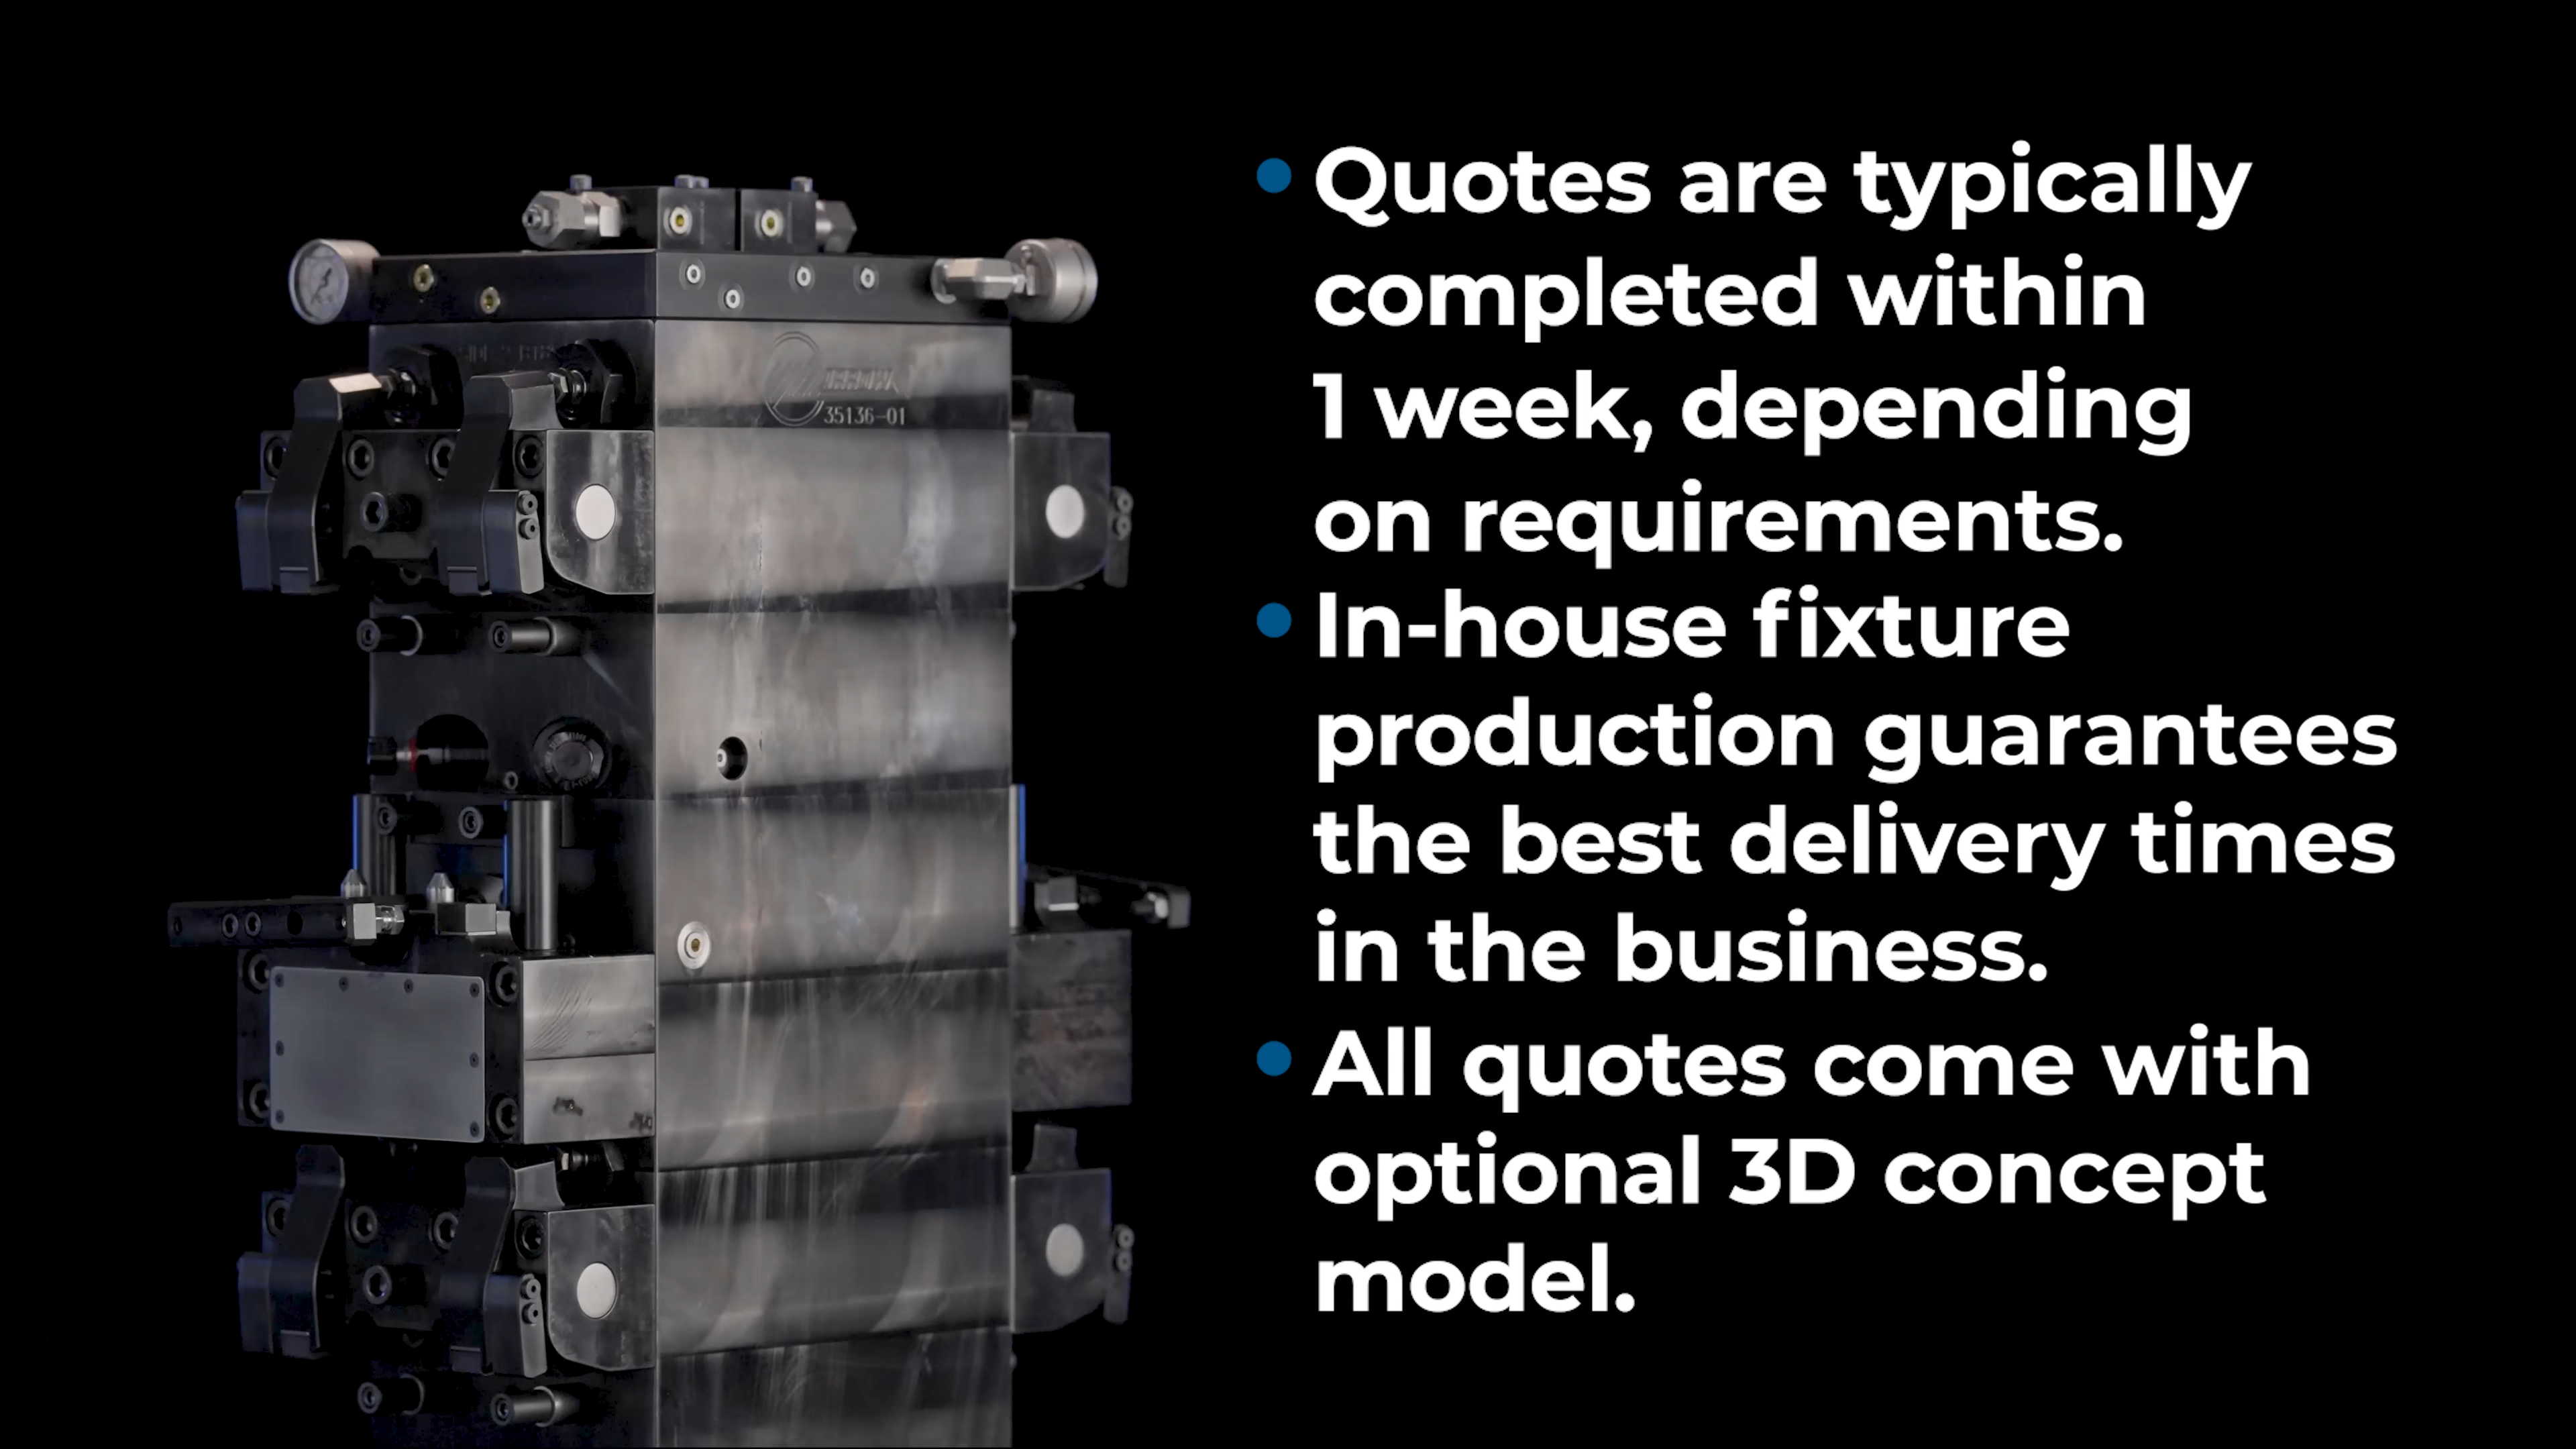 35136-01
Quotes are typically
completed within
1 week, depending
on requirements.
In-house fixture
production guarantees
the best delivery times
in the business.
All quotes come with
optional 3D concept
model.